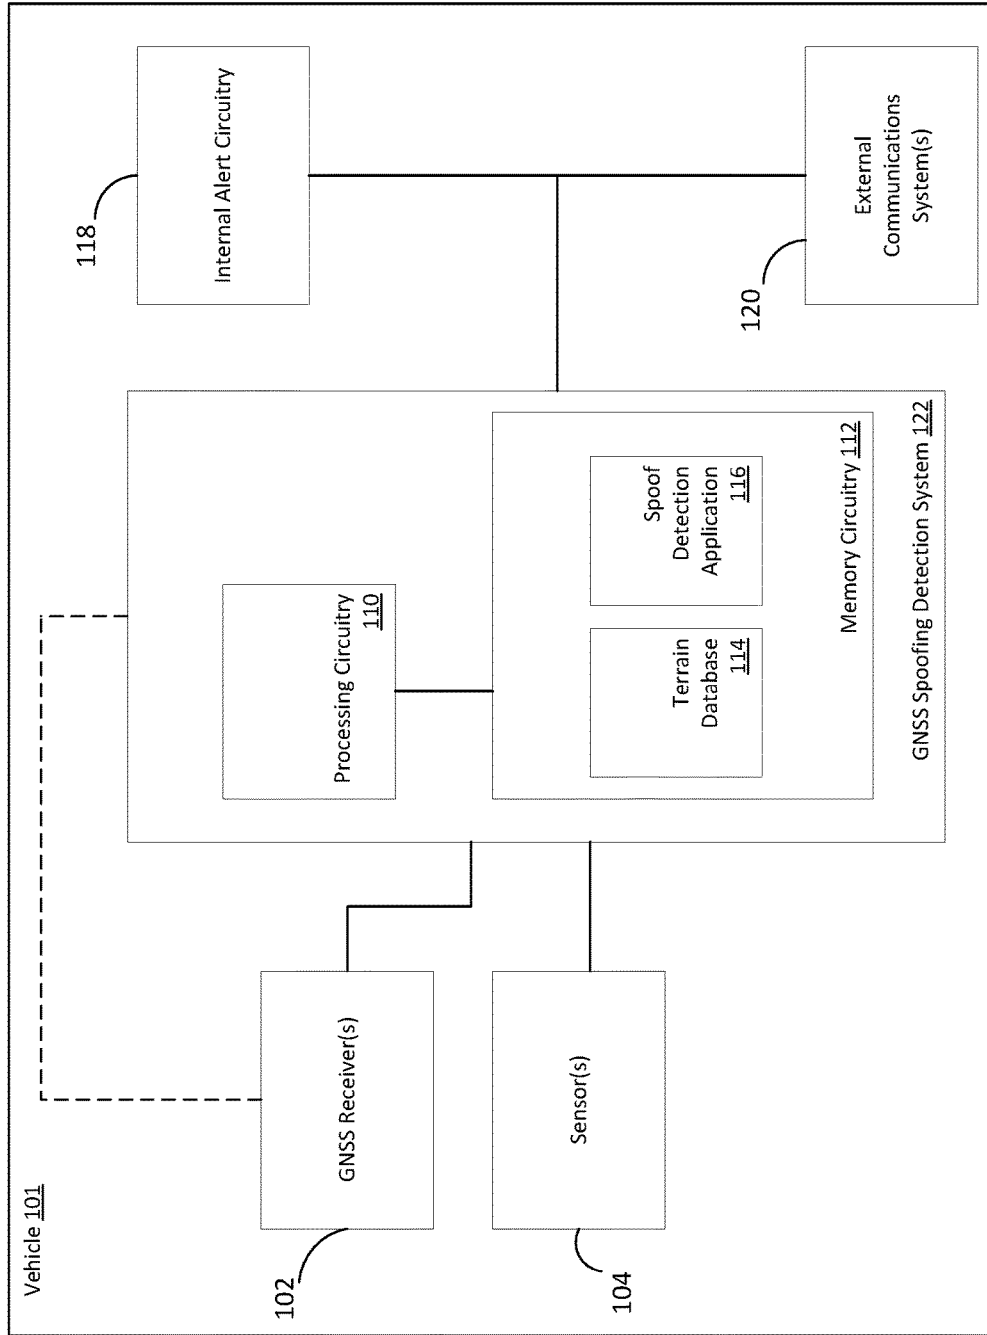 Vehicle 101
102
GNSS Receiver(s)
104
Sensor(s)
Processing Circuitry
110
Terrain
Database
114
Spoof
Detection
Application
116
Memory Circuitry 112
GNSS Spoofing Detection System 122
118
Internal Alert Circuitry
120
External
Communications
System(s)